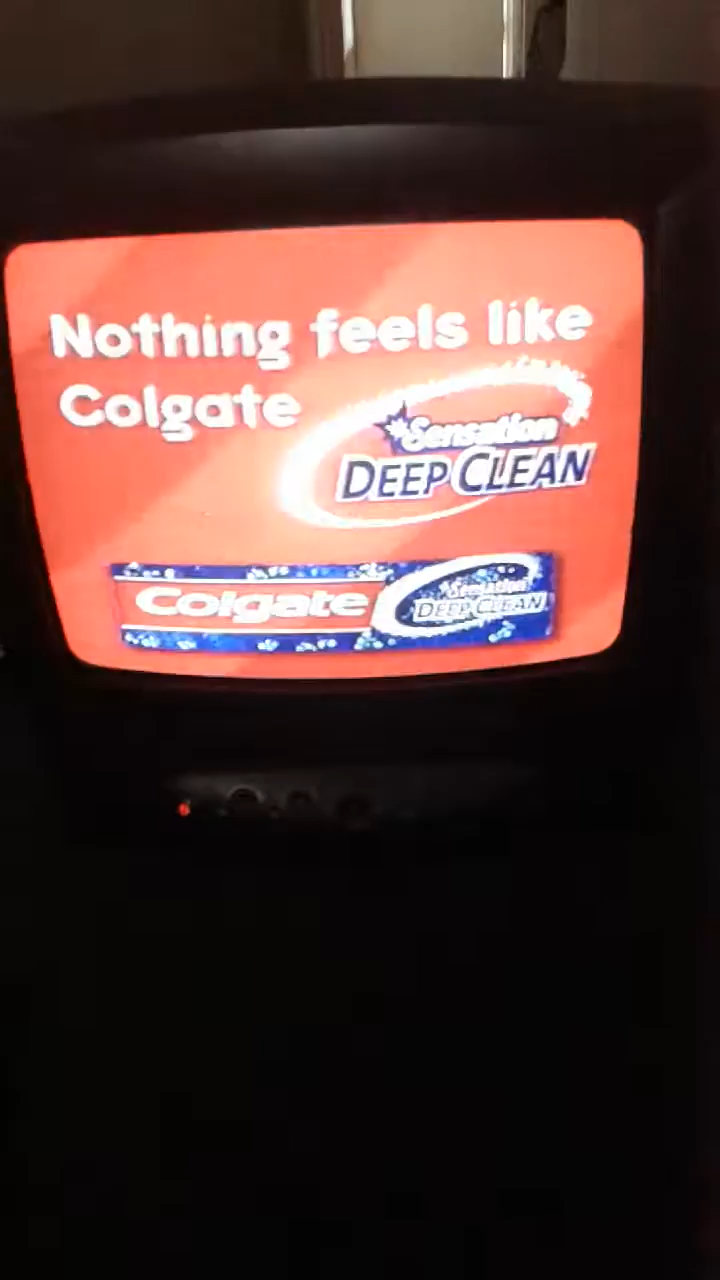 Nothing feels like
Colgate
Sensation
DEEP CLEAN
Colgate
Sensation
DEEP CLEAN